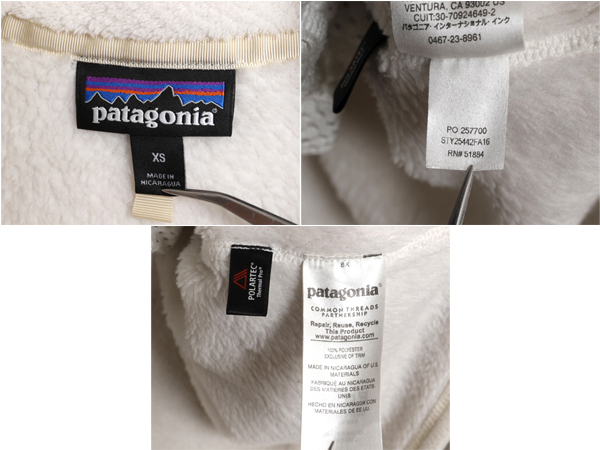 patagonia®
XS
MADE IN
NICARAGUA
VENTURA, CA 93002 US
CUIT:30-70924649-2
パタゴニア・インターナショナル・インク
0467-23-8961
PO 257700
STY25442FA16
RN# 51884
POLARTEC®
Thermal Pro®
patagonia®
COMMON THREADS
PARTNERSHIP
Repair, Reuse, Recycle
This Product
www.patagonia.com
100% POLYESTER
EXCLUSIVE OF TRIM
MADE IN NICARAGUA OF U.S.
MATERIALS
FABRIQUÉ AU NICARAGUA
DES MATIÈRES DES ÉTATS-
UNIS
HECHO EN NICARAGUA CON
MATERIALES DE EE.UU.